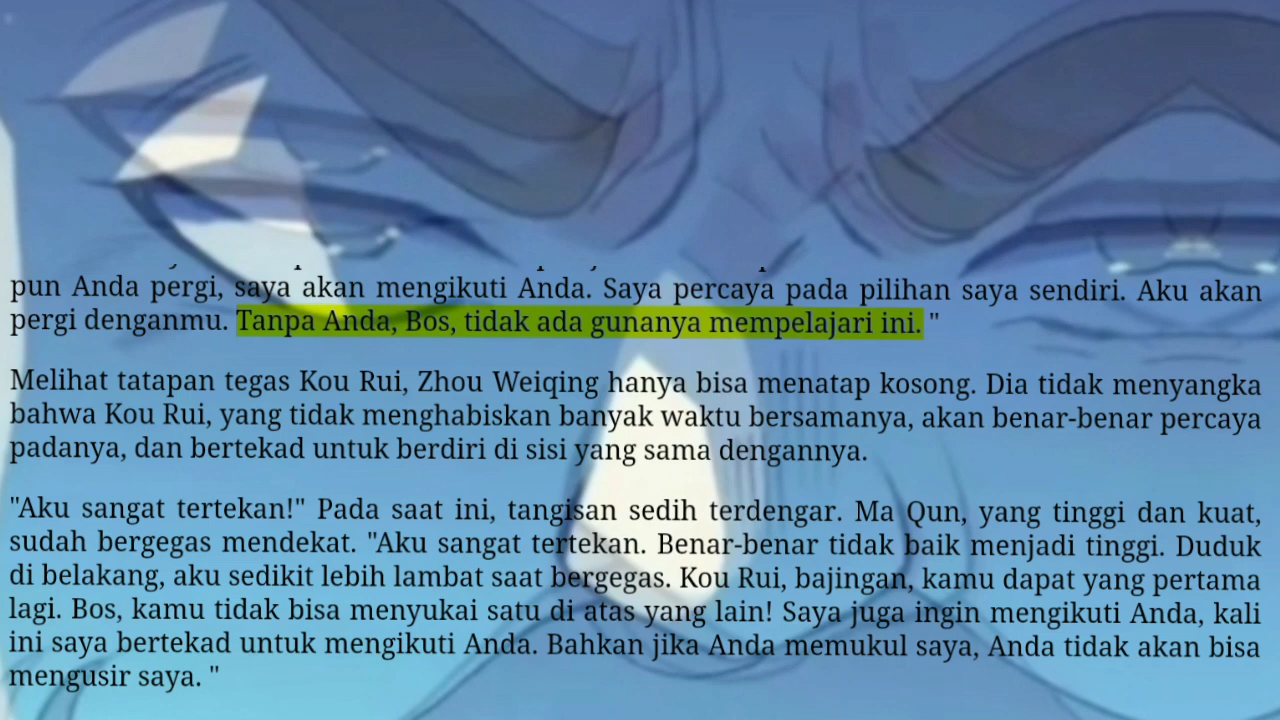 pun Anda pergi, saya akan mengikuti Anda. Saya percaya pada pilihan saya sendiri. Aku akan
pergi denganmu. Tanpa Anda, Bos, tidak ada gunanya mempelajari ini. "
Melihat tatapan tegas Kou Rui, Zhou Weiqing hanya bisa menatap kosong. Dia tidak menyangka
bahwa Kou Rui, yang tidak menghabiskan banyak waktu bersamanya, akan benar-benar percaya
padanya, dan bertekad untuk berdiri di sisi yang sama dengannya.
"Aku sangat tertekan!" Pada saat ini, tangisan sedih terdengar. Ma Qun, yang tinggi dan kuat,
sudah bergegas mendekat. "Aku sangat tertekan. Benar-benar tidak baik menjadi tinggi. Duduk
di belakang, aku sedikit lebih lambat saat bergegas. Kou Rui, bajingan, kamu dapat yang pertama
lagi. Bos, kamu tidak bisa menyukai satu di atas yang lain! Saya juga ingin mengikuti Anda, kali
ini saya bertekad untuk mengikuti Anda. Bahkan jika Anda memukul saya, Anda tidak akan bisa
mengusir saya. "